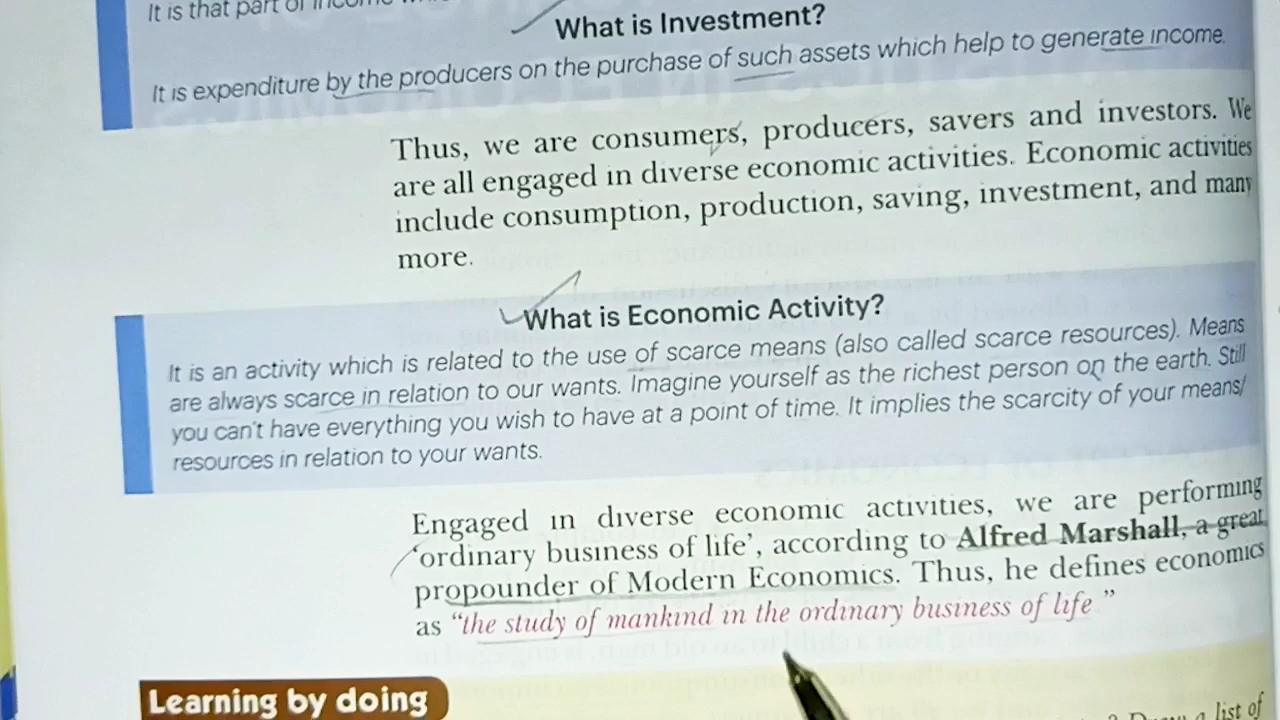 It is that part of income
What is Investment?
It is expenditure by the producers on the purchase of such assets which help to generate income.
Thus, we are consumers, producers, savers and investors. We
are all engaged in diverse economic activities. Economic activities
include consumption, production, saving, investment, and many
more.
What is Economic Activity?
It is an activity which is related to the use of scarce means (also called scarce resources). Means
are always scarce in relation to our wants. Imagine yourself as the richest person on the earth. Still
you can't have everything you wish to have at a point of time. It implies the scarcity of your means/
resources in relation to your wants.
Engaged in diverse economic activities, we are performing
'ordinary business of life', according to Alfred Marshall, a great
propounder of Modern Economics. Thus, he defines economics
as "the study of mankind in the ordinary business of life."
Learning by doing
list of